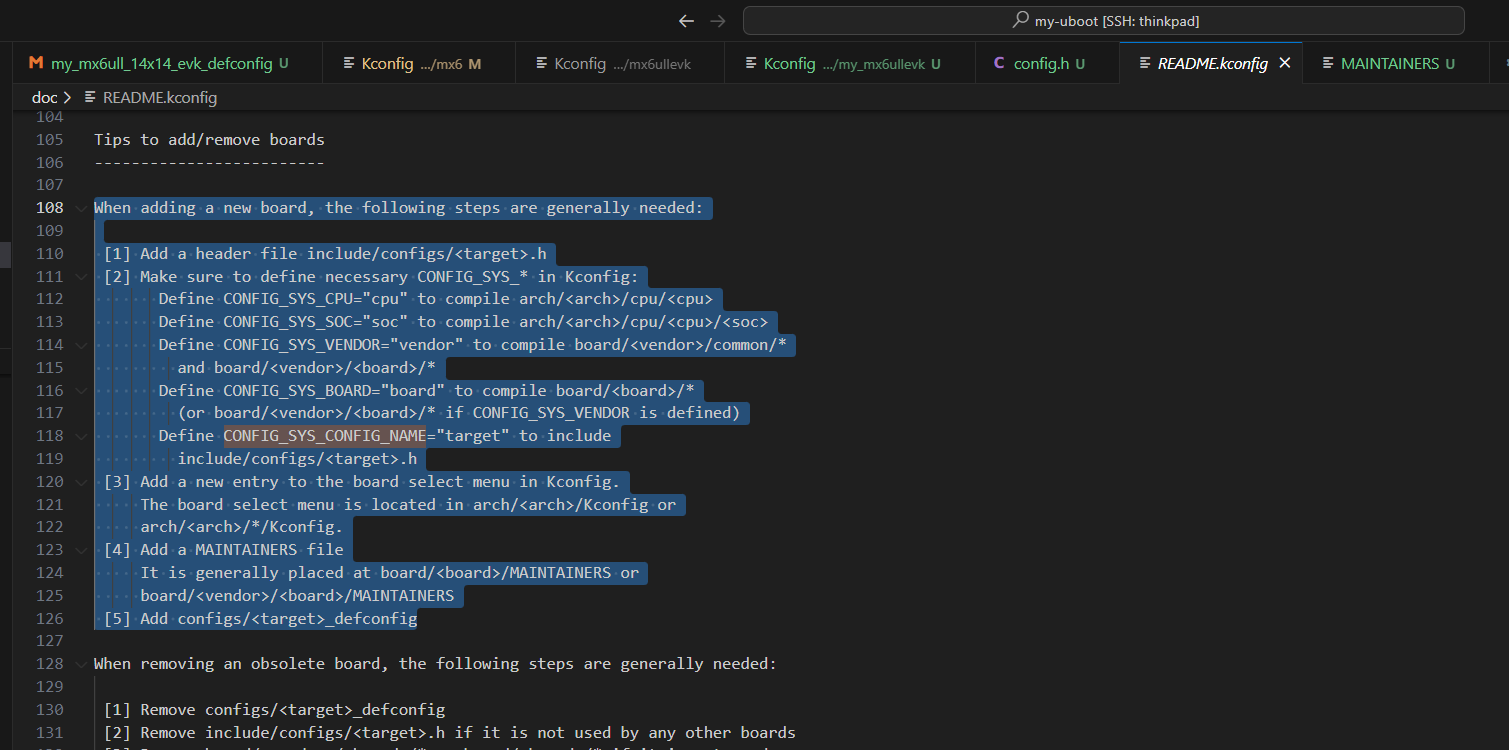 my-uboot [SSH: thinkpad]
M my_mx6ull_14x14_evk_defconfig U
Kconfig .../mx6 M
Kconfig .../mx6ullevk
Kconfig .../my_mx6ullevk U
C config.h U
README.kconfig
MAINTAINERS U
doc > README.kconfig
104
105 Tips to add/remove boards
106 -------------------------
107
108 When adding a new board, the following steps are generally needed:
109
110 [1] Add a header file include/configs/<target>.h
111 [2] Make sure to define necessary CONFIG_SYS_* in Kconfig:
112 Define CONFIG_SYS_CPU="cpu" to compile arch/<arch>/cpu/<cpu>
113 Define CONFIG_SYS_SOC="soc" to compile arch/<arch>/cpu/<cpu>/<soc>
114 Define CONFIG_SYS_VENDOR="vendor" to compile board/<vendor>/common/*
115 and board/<vendor>/<board>/*
116 Define CONFIG_SYS_BOARD="board" to compile board/<board>/*
117 (or board/<vendor>/<board>/* if CONFIG_SYS_VENDOR is defined)
118 Define CONFIG_SYS_CONFIG_NAME="target" to include
119 include/configs/<target>.h
120 [3] Add a new entry to the board select menu in Kconfig.
121 The board select menu is located in arch/<arch>/Kconfig or
122 arch/<arch>/*/Kconfig.
123 [4] Add a MAINTAINERS file
124 It is generally placed at board/<board>/MAINTAINERS or
125 board/<vendor>/<board>/MAINTAINERS
126 [5] Add configs/<target>_defconfig
127
128 When removing an obsolete board, the following steps are generally needed:
129
130 [1] Remove configs/<target>_defconfig
131 [2] Remove include/configs/<target>.h if it is not used by any other boards